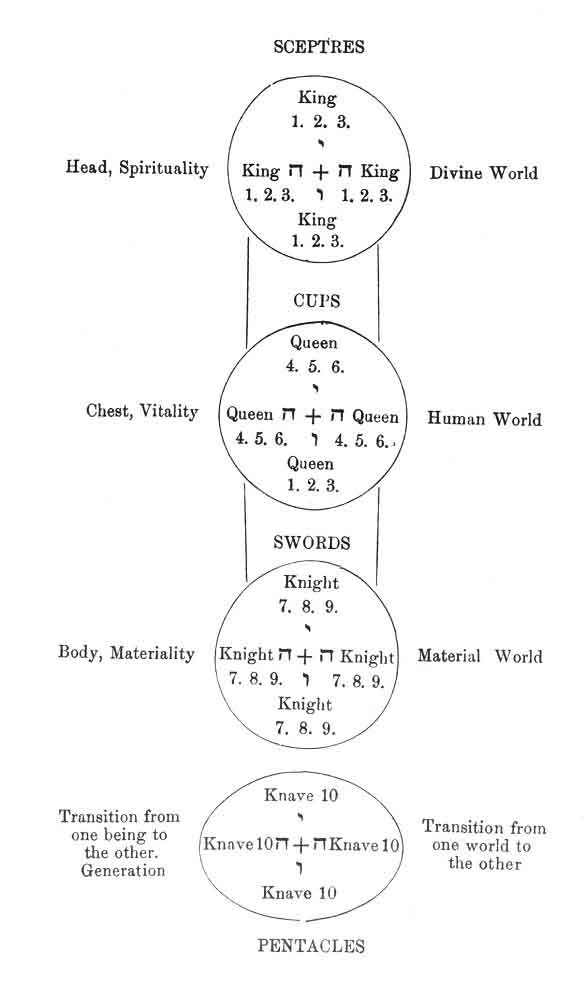 SCEPTRES
King
1. 2. 3.
י
Head, Spirituality
King ה + ה King
1. 2. 3. ו 1. 2. 3.
King
1. 2. 3.
Divine World
CUPS
Queen
4. 5. 6.
י
Chest, Vitality
Queen ה + ה Queen
4. 5. 6. ו 4. 5. 6.
Queen
1. 2. 3.
Human World
SWORDS
Knight
7. 8. 9.
י
Body, Materiality
Knight ה + ה Knight
7. 8. 9. ו 7. 8. 9.
Knight
7. 8. 9.
Material World
Transition from
one being to
the other.
Generation
Knave 10
י
Knave 10 ה + ה Knave 10
ו
Knave 10
Transition from
one world to
the other
PENTACLES